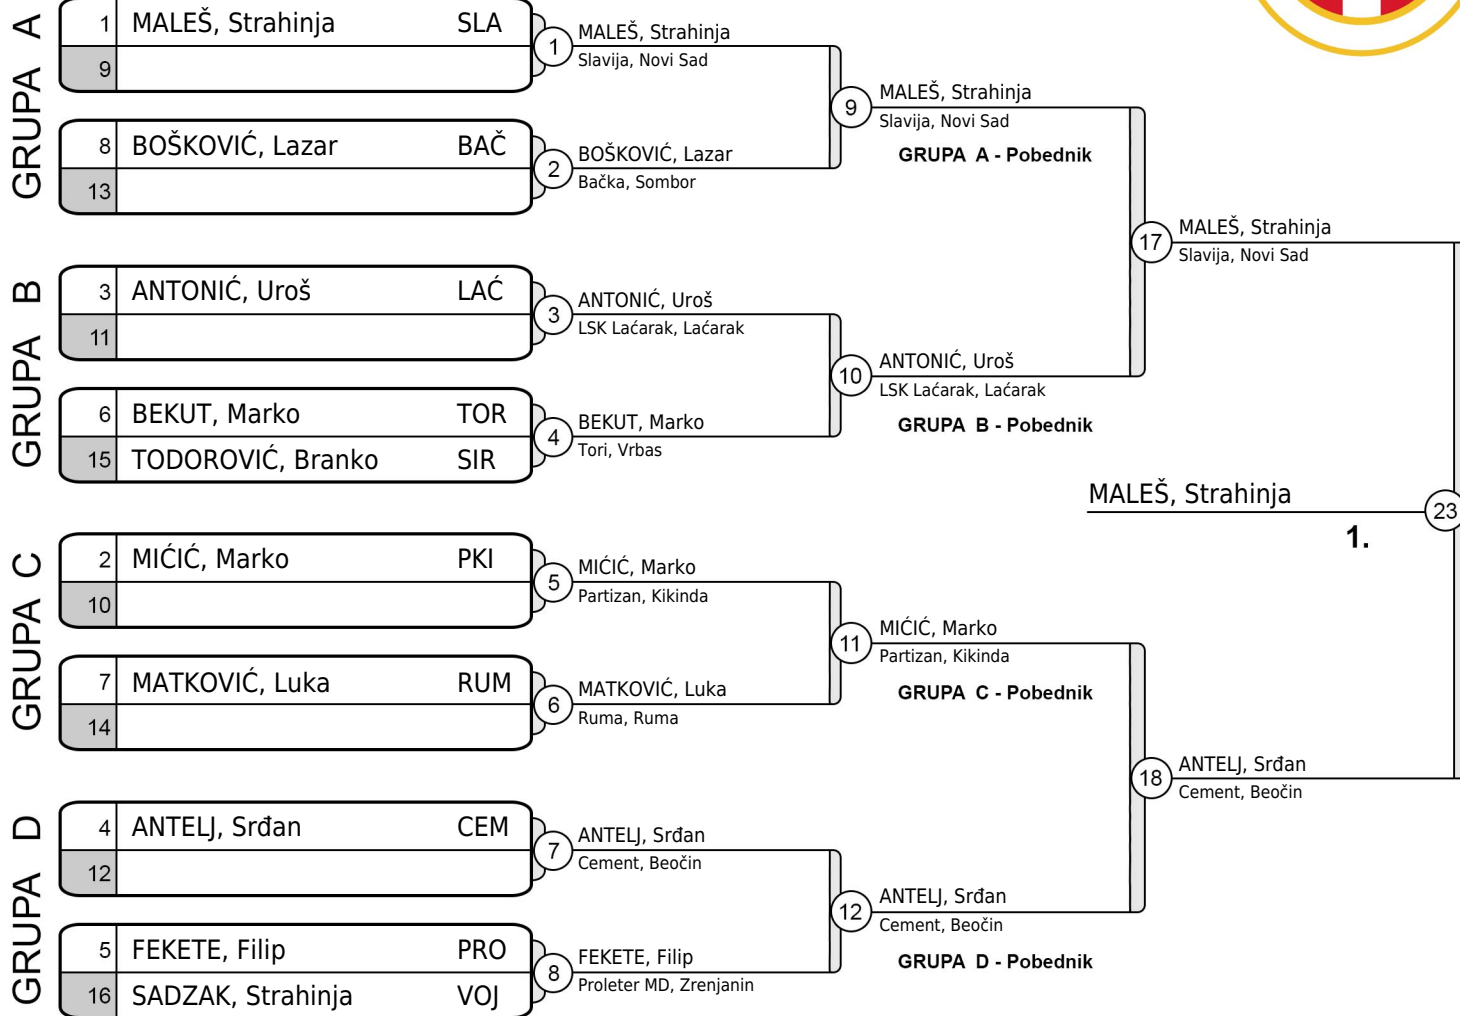 GRUPA A
1 MALEŠ, Strahinja SLA
9
8 BOŠKOVIĆ, Lazar BAČ
13
1 MALEŠ, Strahinja
Slavija, Novi Sad
2 BOŠKOVIĆ, Lazar
Bačka, Sombor
9 MALEŠ, Strahinja
Slavija, Novi Sad
GRUPA A - Pobednik
GRUPA B
3 ANTONIĆ, Uroš LAĆ
11
6 BEKUT, Marko TOR
15 TODOROVIĆ, Branko SIR
3 ANTONIĆ, Uroš
LSK Laćarak, Laćarak
4 BEKUT, Marko
Tori, Vrbas
10 ANTONIĆ, Uroš
LSK Laćarak, Laćarak
GRUPA B - Pobednik
17 MALEŠ, Strahinja
Slavija, Novi Sad
GRUPA C
2 MIĆIĆ, Marko PKI
10
7 MATKOVIĆ, Luka RUM
14
5 MIĆIĆ, Marko
Partizan, Kikinda
6 MATKOVIĆ, Luka
Ruma, Ruma
11 MIĆIĆ, Marko
Partizan, Kikinda
GRUPA C - Pobednik
GRUPA D
4 ANTELJ, Srđan CEM
12
5 FEKETE, Filip PRO
16 SADZAK, Strahinja VOJ
7 ANTELJ, Srđan
Cement, Beočin
8 FEKETE, Filip
Proleter MD, Zrenjanin
12 ANTELJ, Srđan
Cement, Beočin
GRUPA D - Pobednik
18 ANTELJ, Srđan
Cement, Beočin
MALEŠ, Strahinja 23
1.